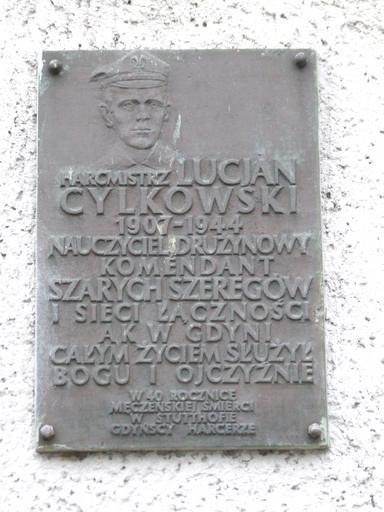 HARCMISTRZ LUCJAN
CYLKOWSKI
1907-1944
NAUCZYCIEL DRUŻYNOWY
KOMENDANT
SZARYCH SZEREGÓW
I SIECI ŁĄCZNOŚCI
AK W GDYNI
CAŁYM ŻYCIEM SŁUŻYŁ
BOGU I OJCZYŹNIE
W 40 ROCZNICE
MĘCZEŃSKIEJ ŚMIERCI
W STUTTHOFIE
GDYŃSCY HARCERZE